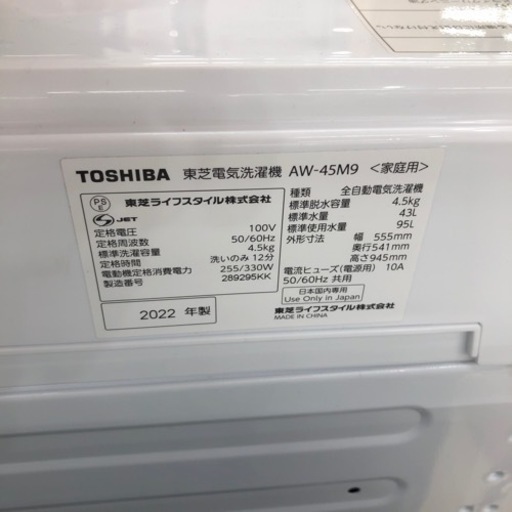 TOSHIBA 東芝電気洗濯機 AW-45M9 <家庭用>
PS E
JET
東芝ライフスタイル株式会社
定格電圧 100V
定格周波数 50/60Hz
標準洗濯容量 4.5kg
定格時間 洗いのみ 12分
電動機定格消費電力 255/330W
製造番号 289295KK
2022 年製
種類 全自動電気洗濯機
標準脱水容量 4.5kg
標準水量 43L
標準使用水量 95L
外形寸法 幅 555mm
奥行541mm
高さ945mm
電流ヒューズ(電源用) 10A
50/60Hz 共用
日本国内専用
Use Only in Japan
東芝ライフスタイル株式会社
MADE IN CHINA